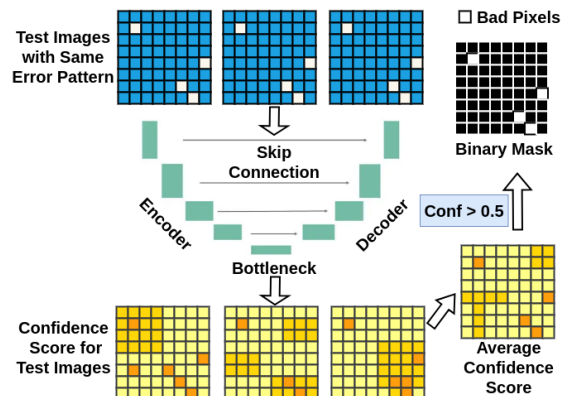 Test Images
with Same
Error Pattern
Bad Pixels
Binary Mask
Skip
Connection
Encoder
Decoder
Bottleneck
Conf > 0.5
Confidence
Score for
Test Images
Average
Confidence
Score